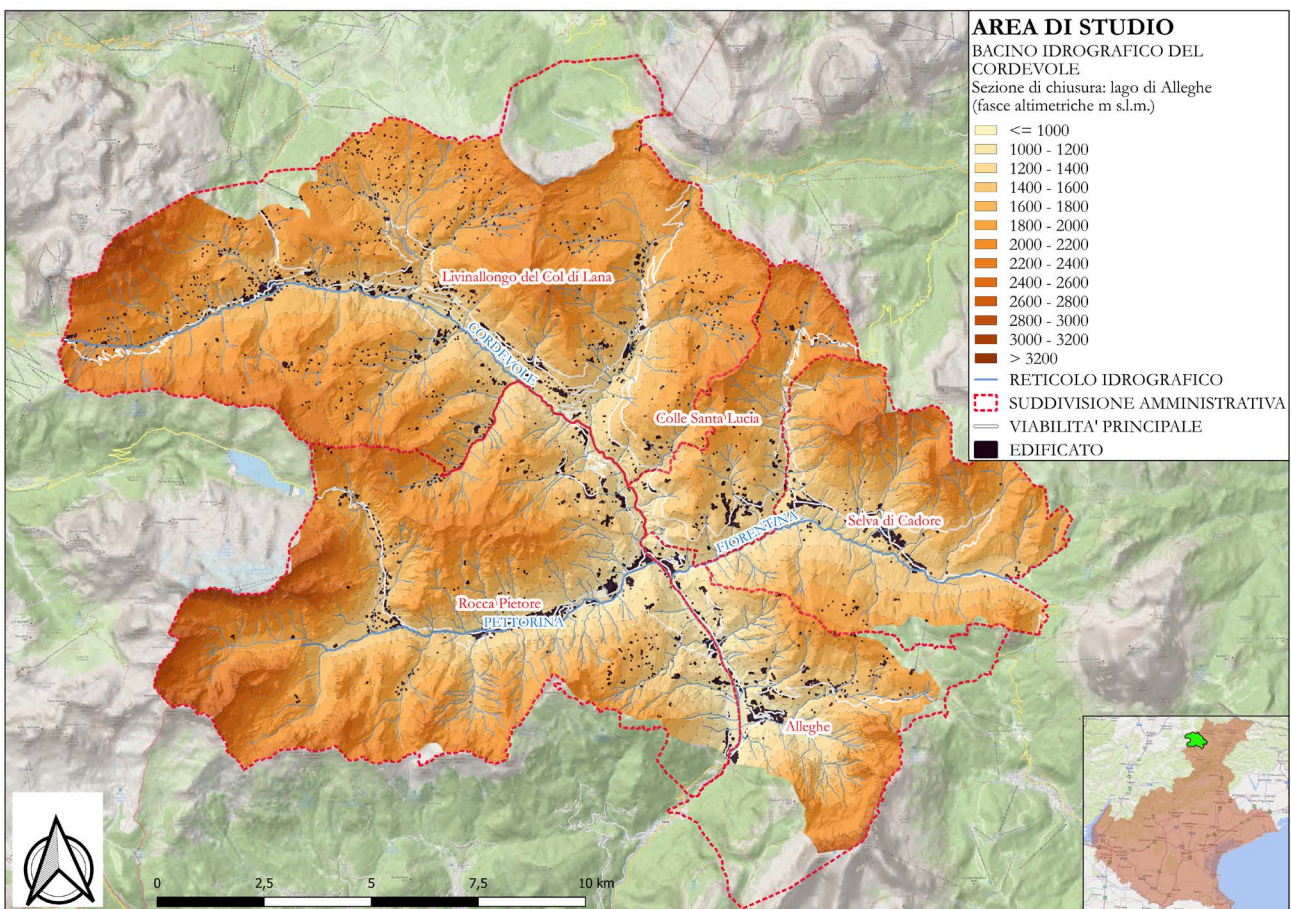 AREA DI STUDIO
BACINO IDROGRAFICO DEL
CORDEVOLE
Sezione di chiusura: lago di Alleghe
(fasce altimetriche m s.l.m.)
<= 1000
1000 - 1200
1200 - 1400
1400 - 1600
1600 - 1800
1800 - 2000
2000 - 2200
2200 - 2400
2400 - 2600
2600 - 2800
2800 - 3000
3000 - 3200
> 3200
RETICOLO IDROGRAFICO
SUDDIVISIONE AMMINISTRATIVA
VIABILITA' PRINCIPALE
EDIFICATO
Livinallongo del Col di Lana
CORDEVOLE
Colle Santa Lucia
Selva di Cadore
FIORENTINA
Rocca Pietore
PETTORINA
Alleghe
0 2,5 5 7,5 10 km